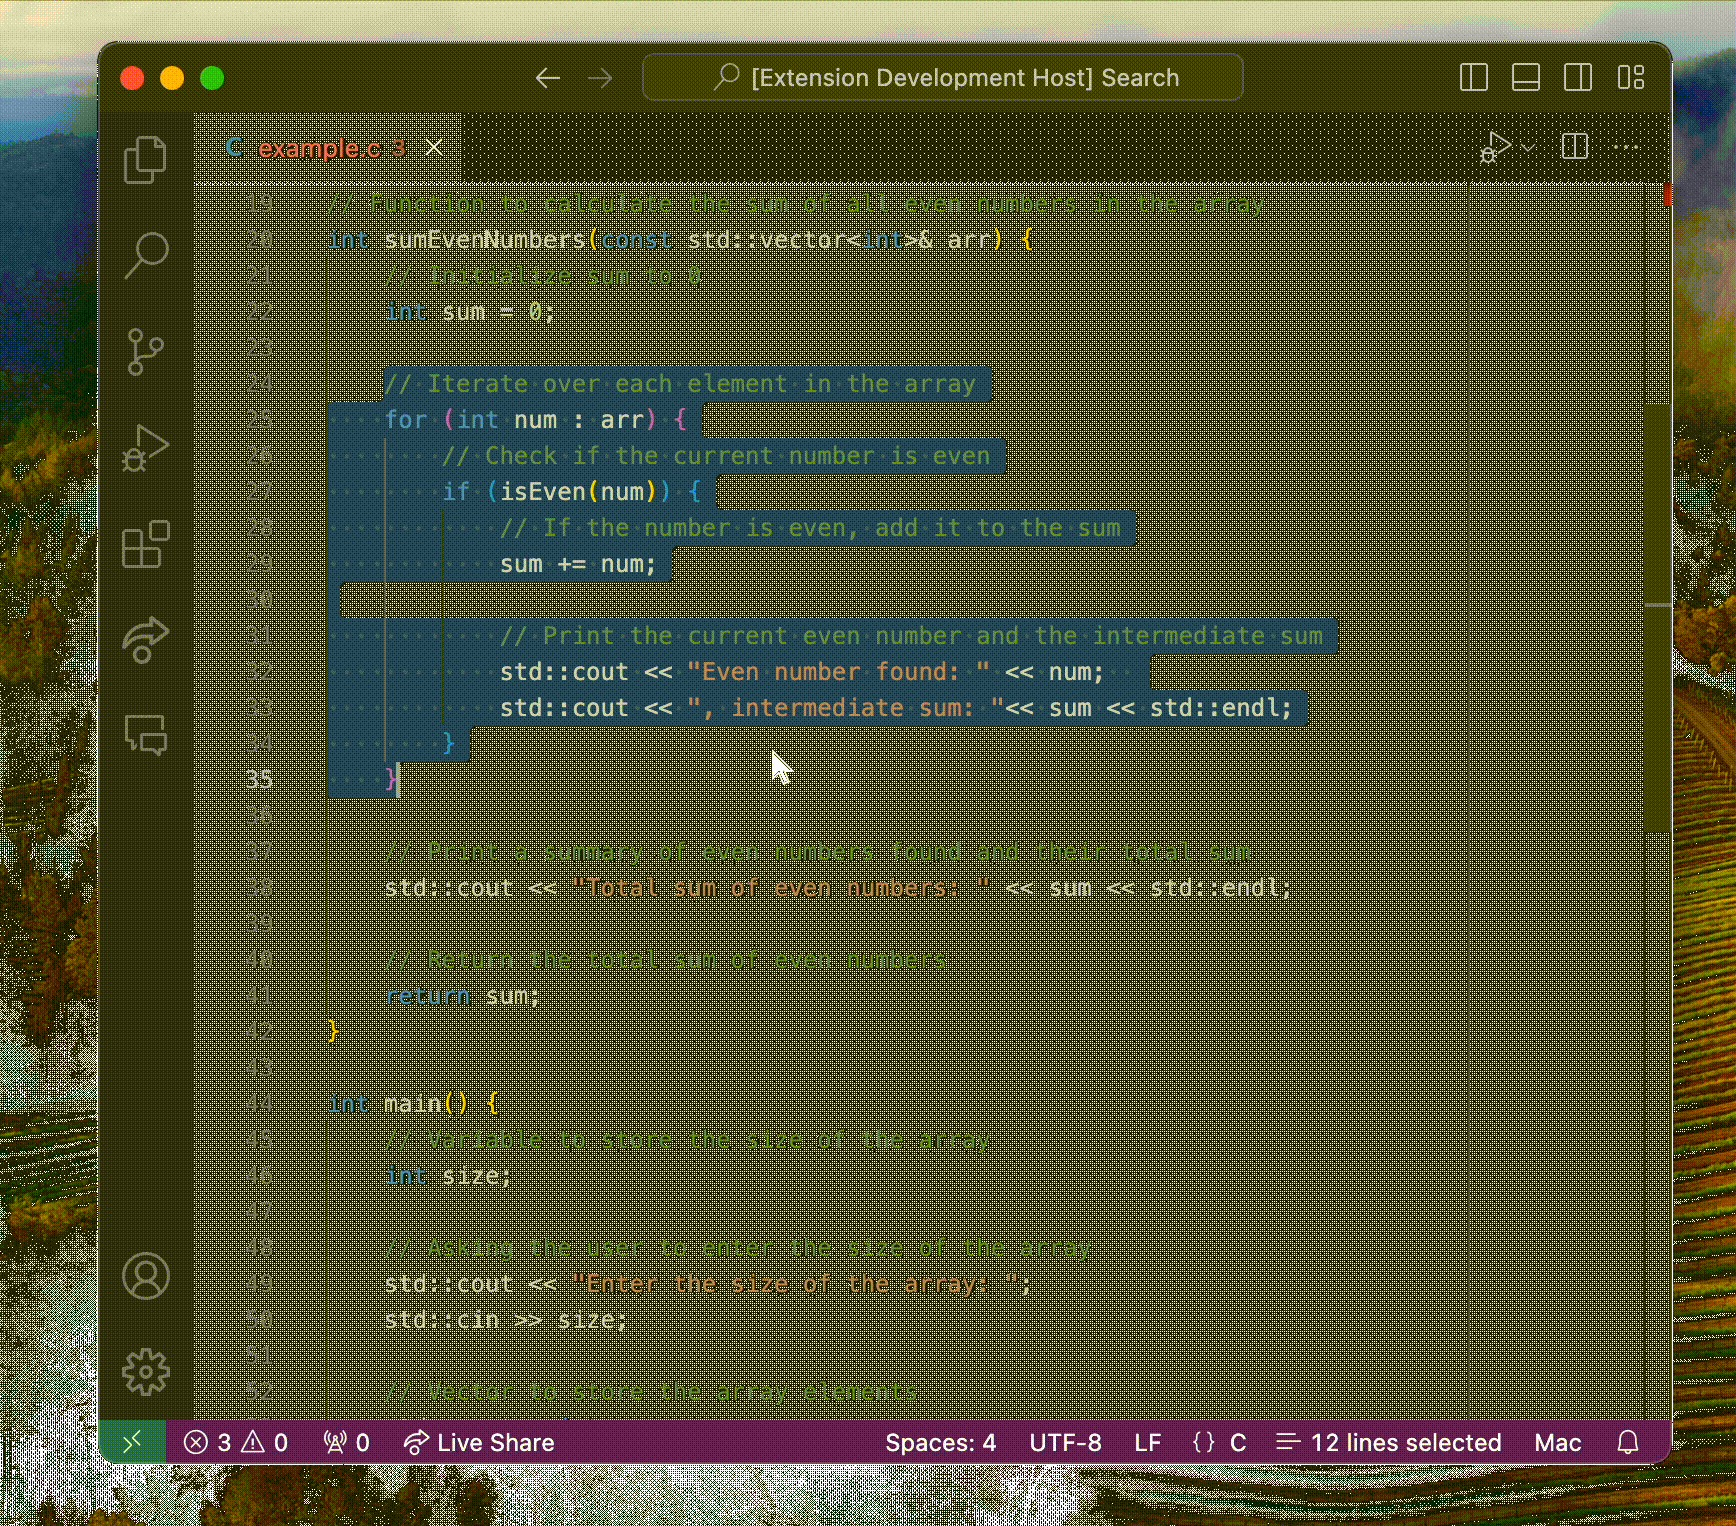 [Extension Development Host] Search
C example.c 3
19 // Function to calculate the sum of all even numbers in the array
20 int sumEvenNumbers(const std::vector<int>& arr) {
21     // Initialize sum to 0
22     int sum = 0;
23
24     // Iterate over each element in the array
25     for (int num : arr) {
26         // Check if the current number is even
27         if (isEven(num)) {
28             // If the number is even, add it to the sum
29             sum += num;
30
31             // Print the current even number and the intermediate sum
32             std::cout << "Even number found: " << num;
33             std::cout << ", intermediate sum: "<< sum << std::endl;
34         }
35     }
36
37     // Print a summary of even numbers found and their total sum
38     std::cout << "Total sum of even numbers: " << sum << std::endl;
39
40     // Return the total sum of even numbers
41     return sum;
42 }
43
44 int main() {
45     // Variable to store the size of the array
46     int size;
47
48     // Asking the user to enter the size of the array
49     std::cout << "Enter the size of the array: ";
50     std::cin >> size;
51
52     // Vector to store the array elements
3 0 0 Live Share Spaces: 4 UTF-8 LF {} C 12 lines selected Mac